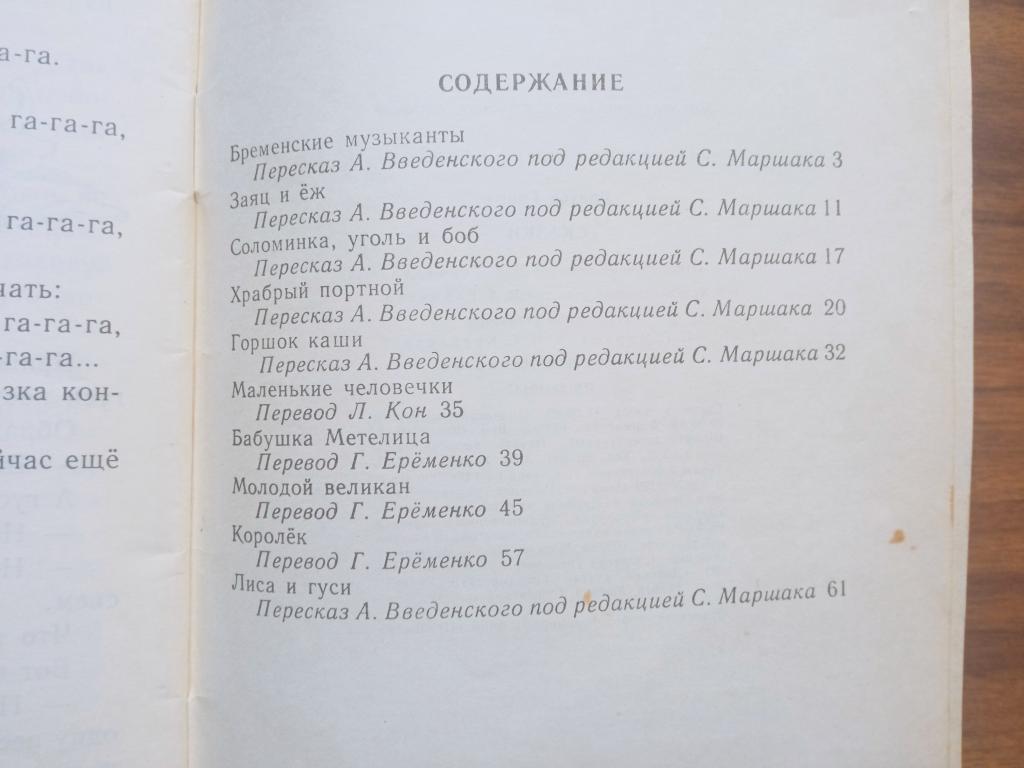 а-га.
га-га-га,
га-га-га,
чать:
га-га-га,
-га-га...
зка кон-
йчас ещё
СОДЕРЖАНИЕ
Бременские музыканты
Пересказ А. Введенского под редакцией С. Маршака 3
Заяц и ёж
Пересказ А. Введенского под редакцией С. Маршака 11
Соломинка, уголь и боб
Пересказ А. Введенского под редакцией С. Маршака 17
Храбрый портной
Пересказ А. Введенского под редакцией С. Маршака 20
Горшок каши
Пересказ А. Введенского под редакцией С. Маршака 32
Маленькие человечки
Перевод Л. Кон 35
Бабушка Метелица
Перевод Г. Ерёменко 39
Молодой великан
Перевод Г. Ерёменко 45
Королёк
Перевод Г. Ерёменко 57
Лиса и гуси
Пересказ А. Введенского под редакцией С. Маршака 61